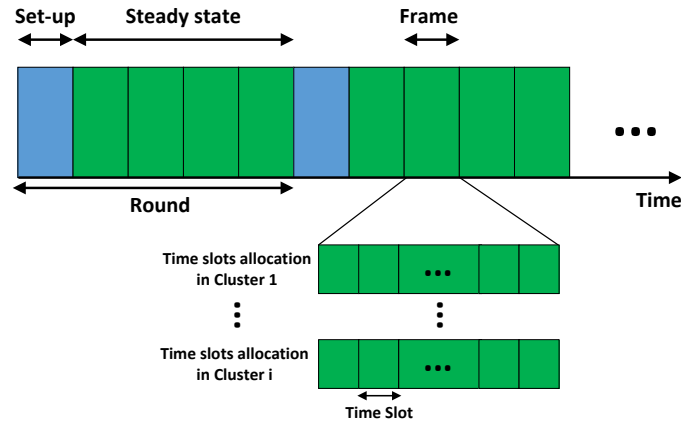 Set-up
Steady state
Frame
...
Time
Round
Time slots allocation
in Cluster 1
...
Time slots allocation
in Cluster i
...
Time Slot